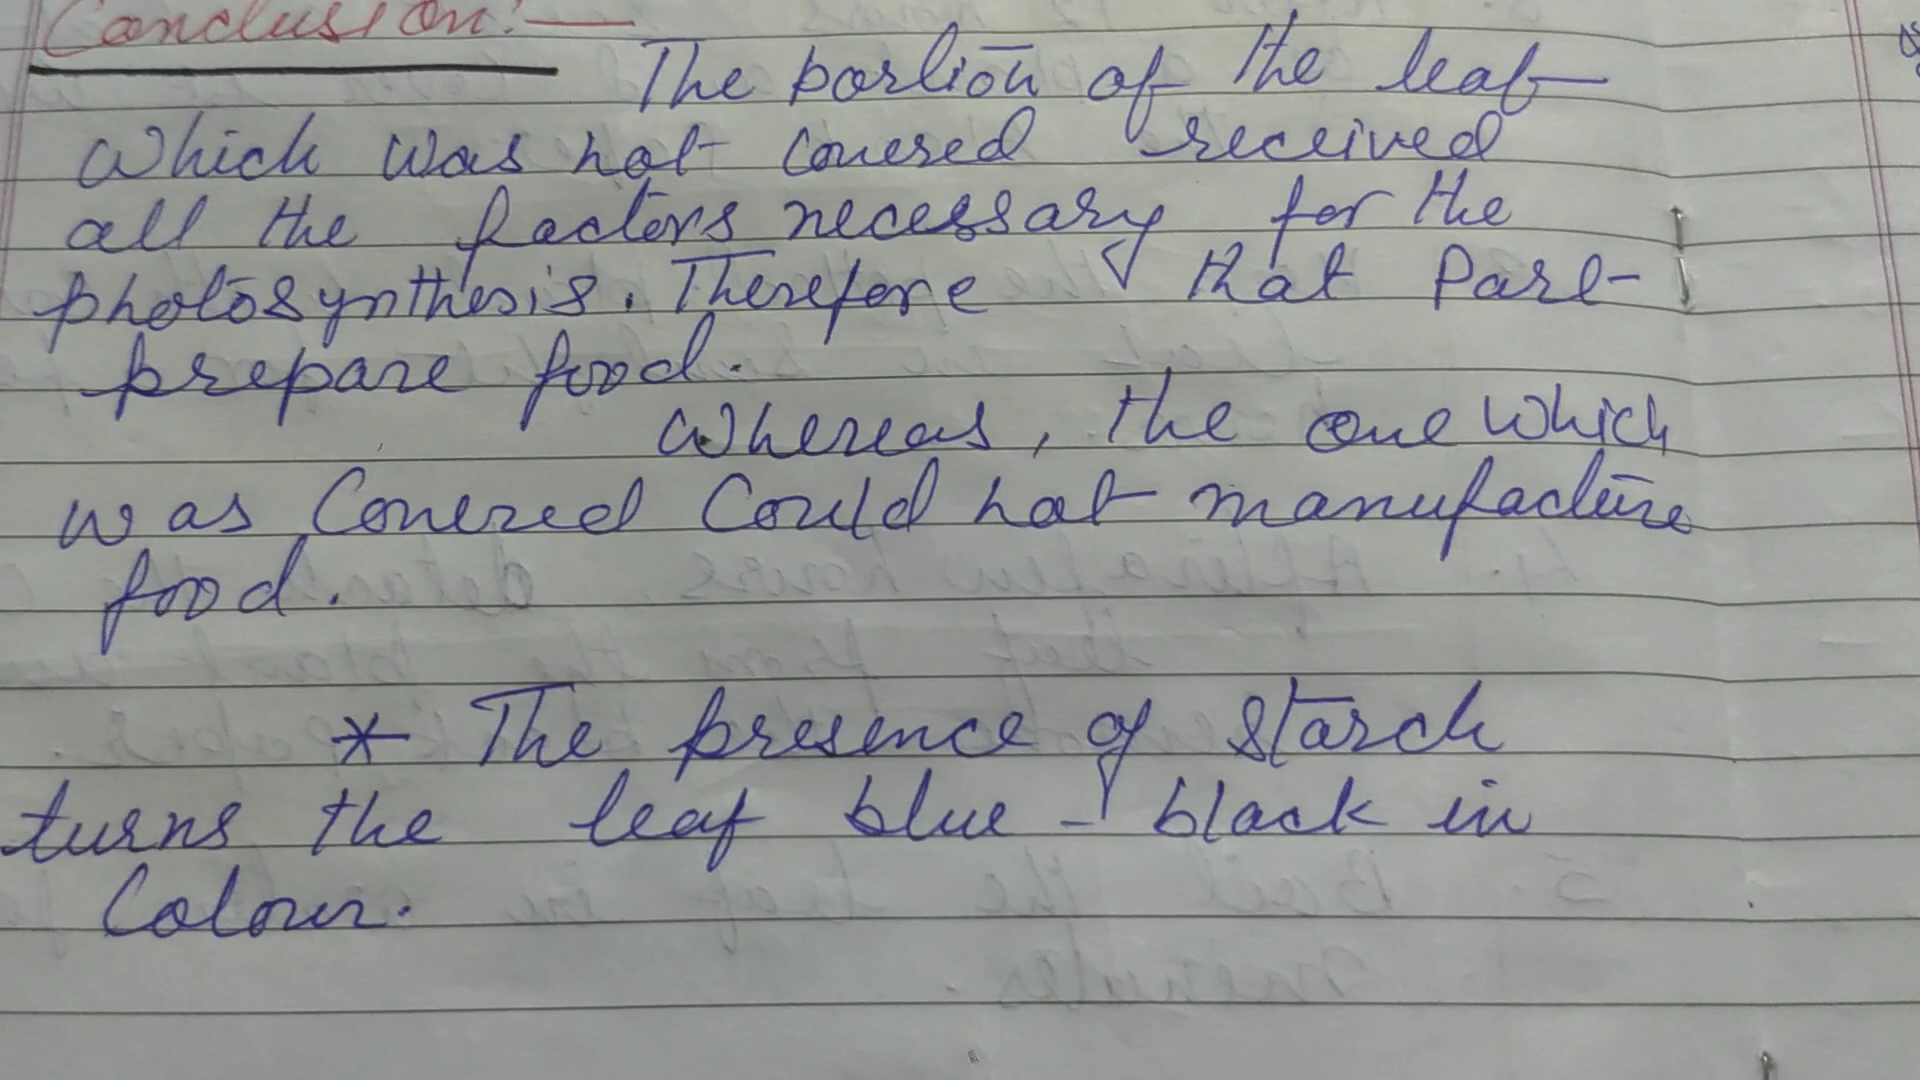 Conclusion:—
The portion of the leaf
which was not covered received
all the factors necessary for the
photosynthesis. Therefore that Part
prepare food.
Whereas, the one which
was Covered Could not manufacture
food.
* The presence of starch
turns the leaf blue - black in
Colour.